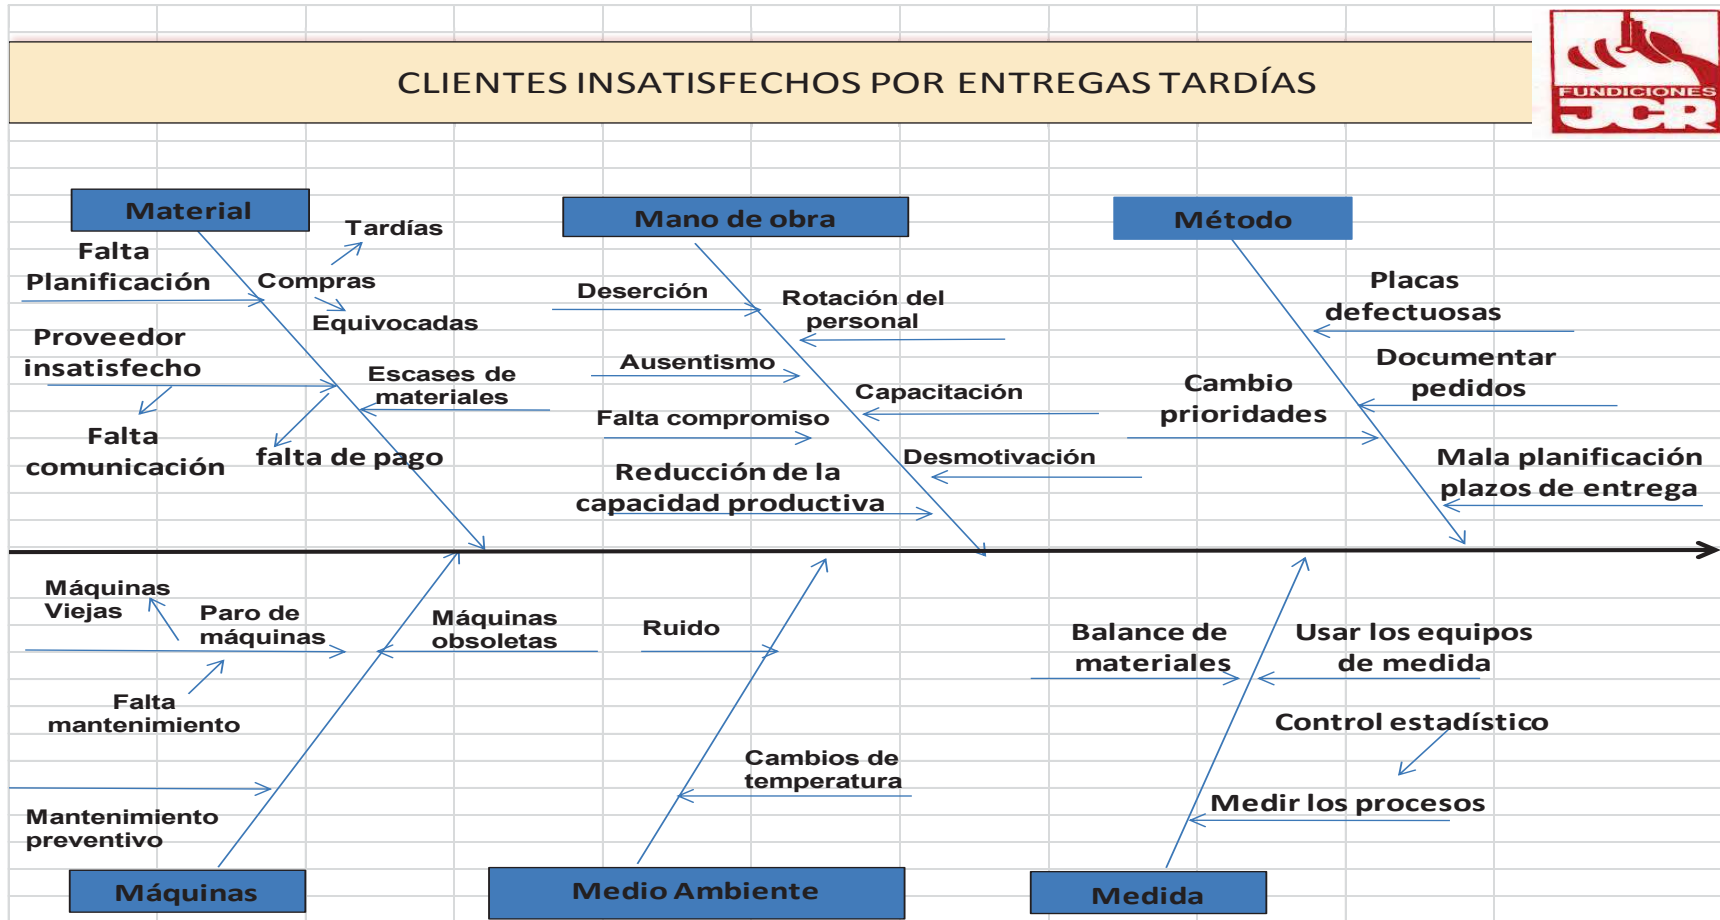 CLIENTES INSATISFECHOS POR ENTREGAS TARDÍAS
FUNDICIONES
JCR
Material
Mano de obra
Método
Falta
Planificación
Tardías
Compras
Equivocadas
Proveedor
insatisfecho
Escases de
materiales
Falta
comunicación
falta de pago
Deserción
Rotación del
personal
Ausentismo
Capacitación
Falta compromiso
Desmotivación
Reducción de la
capacidad productiva
Placas
defectuosas
Documentar
pedidos
Cambio
prioridades
Mala planificación
plazos de entrega
Máquinas
Viejas
Paro de
máquinas
Máquinas
obsoletas
Falta
mantenimiento
Mantenimiento
preventivo
Ruido
Cambios de
temperatura
Balance de
materiales
Usar los equipos
de medida
Control estadístico
Medir los procesos
Máquinas
Medio Ambiente
Medida